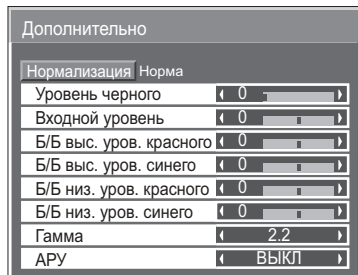 Дополнительно
Нормализация Норма
Уровень черного 0
Входной уровень 0
Б/Б выс. уров. красного 0
Б/Б выс. уров. синего 0
Б/Б низ. уров. красного 0
Б/Б низ. уров. синего 0
Гамма 2.2
АРУ ВЫКЛ